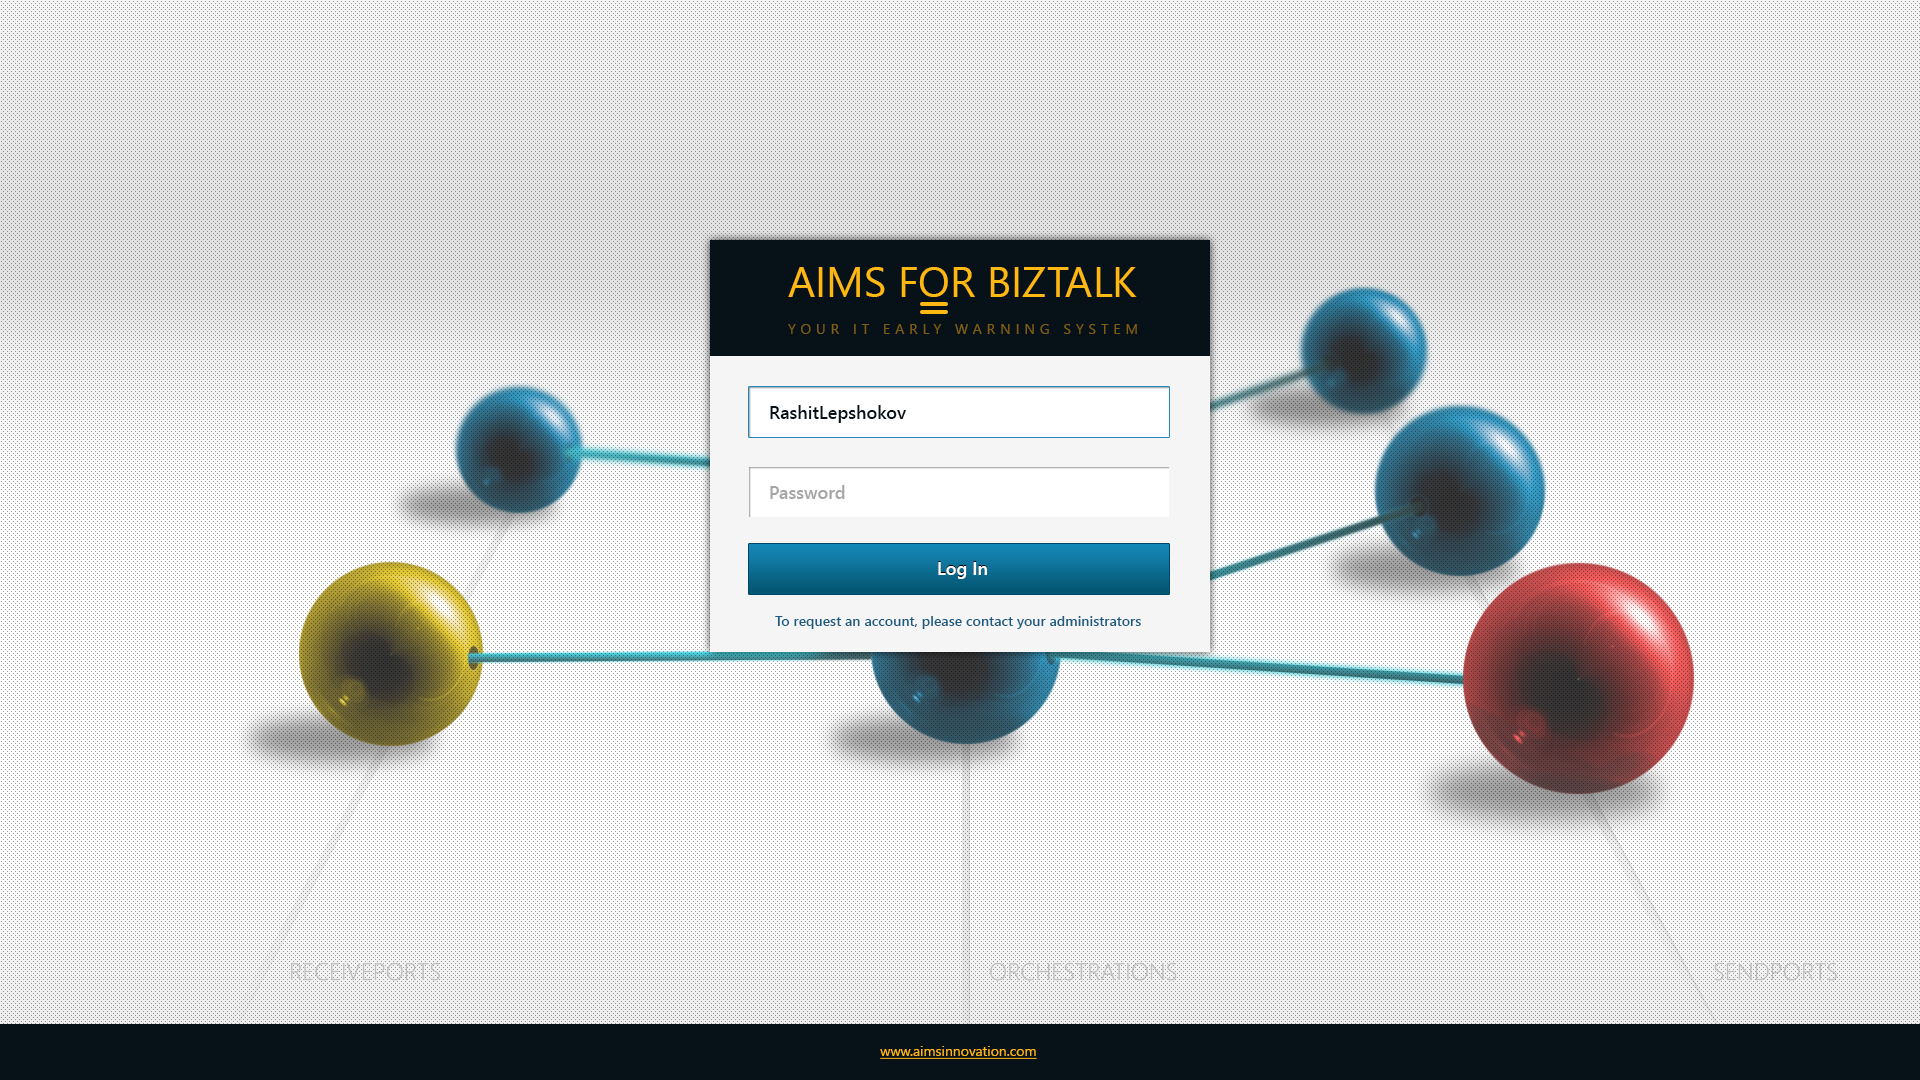 AIMS FOR BIZTALK
YOUR IT EARLY WARNING SYSTEM
RashitLepshokov
Password
Log In
To request an account, please contact your administrators
RECEIVEPORTS
ORCHESTRATIONS
SENDPORTS
www.aimsinnovation.com